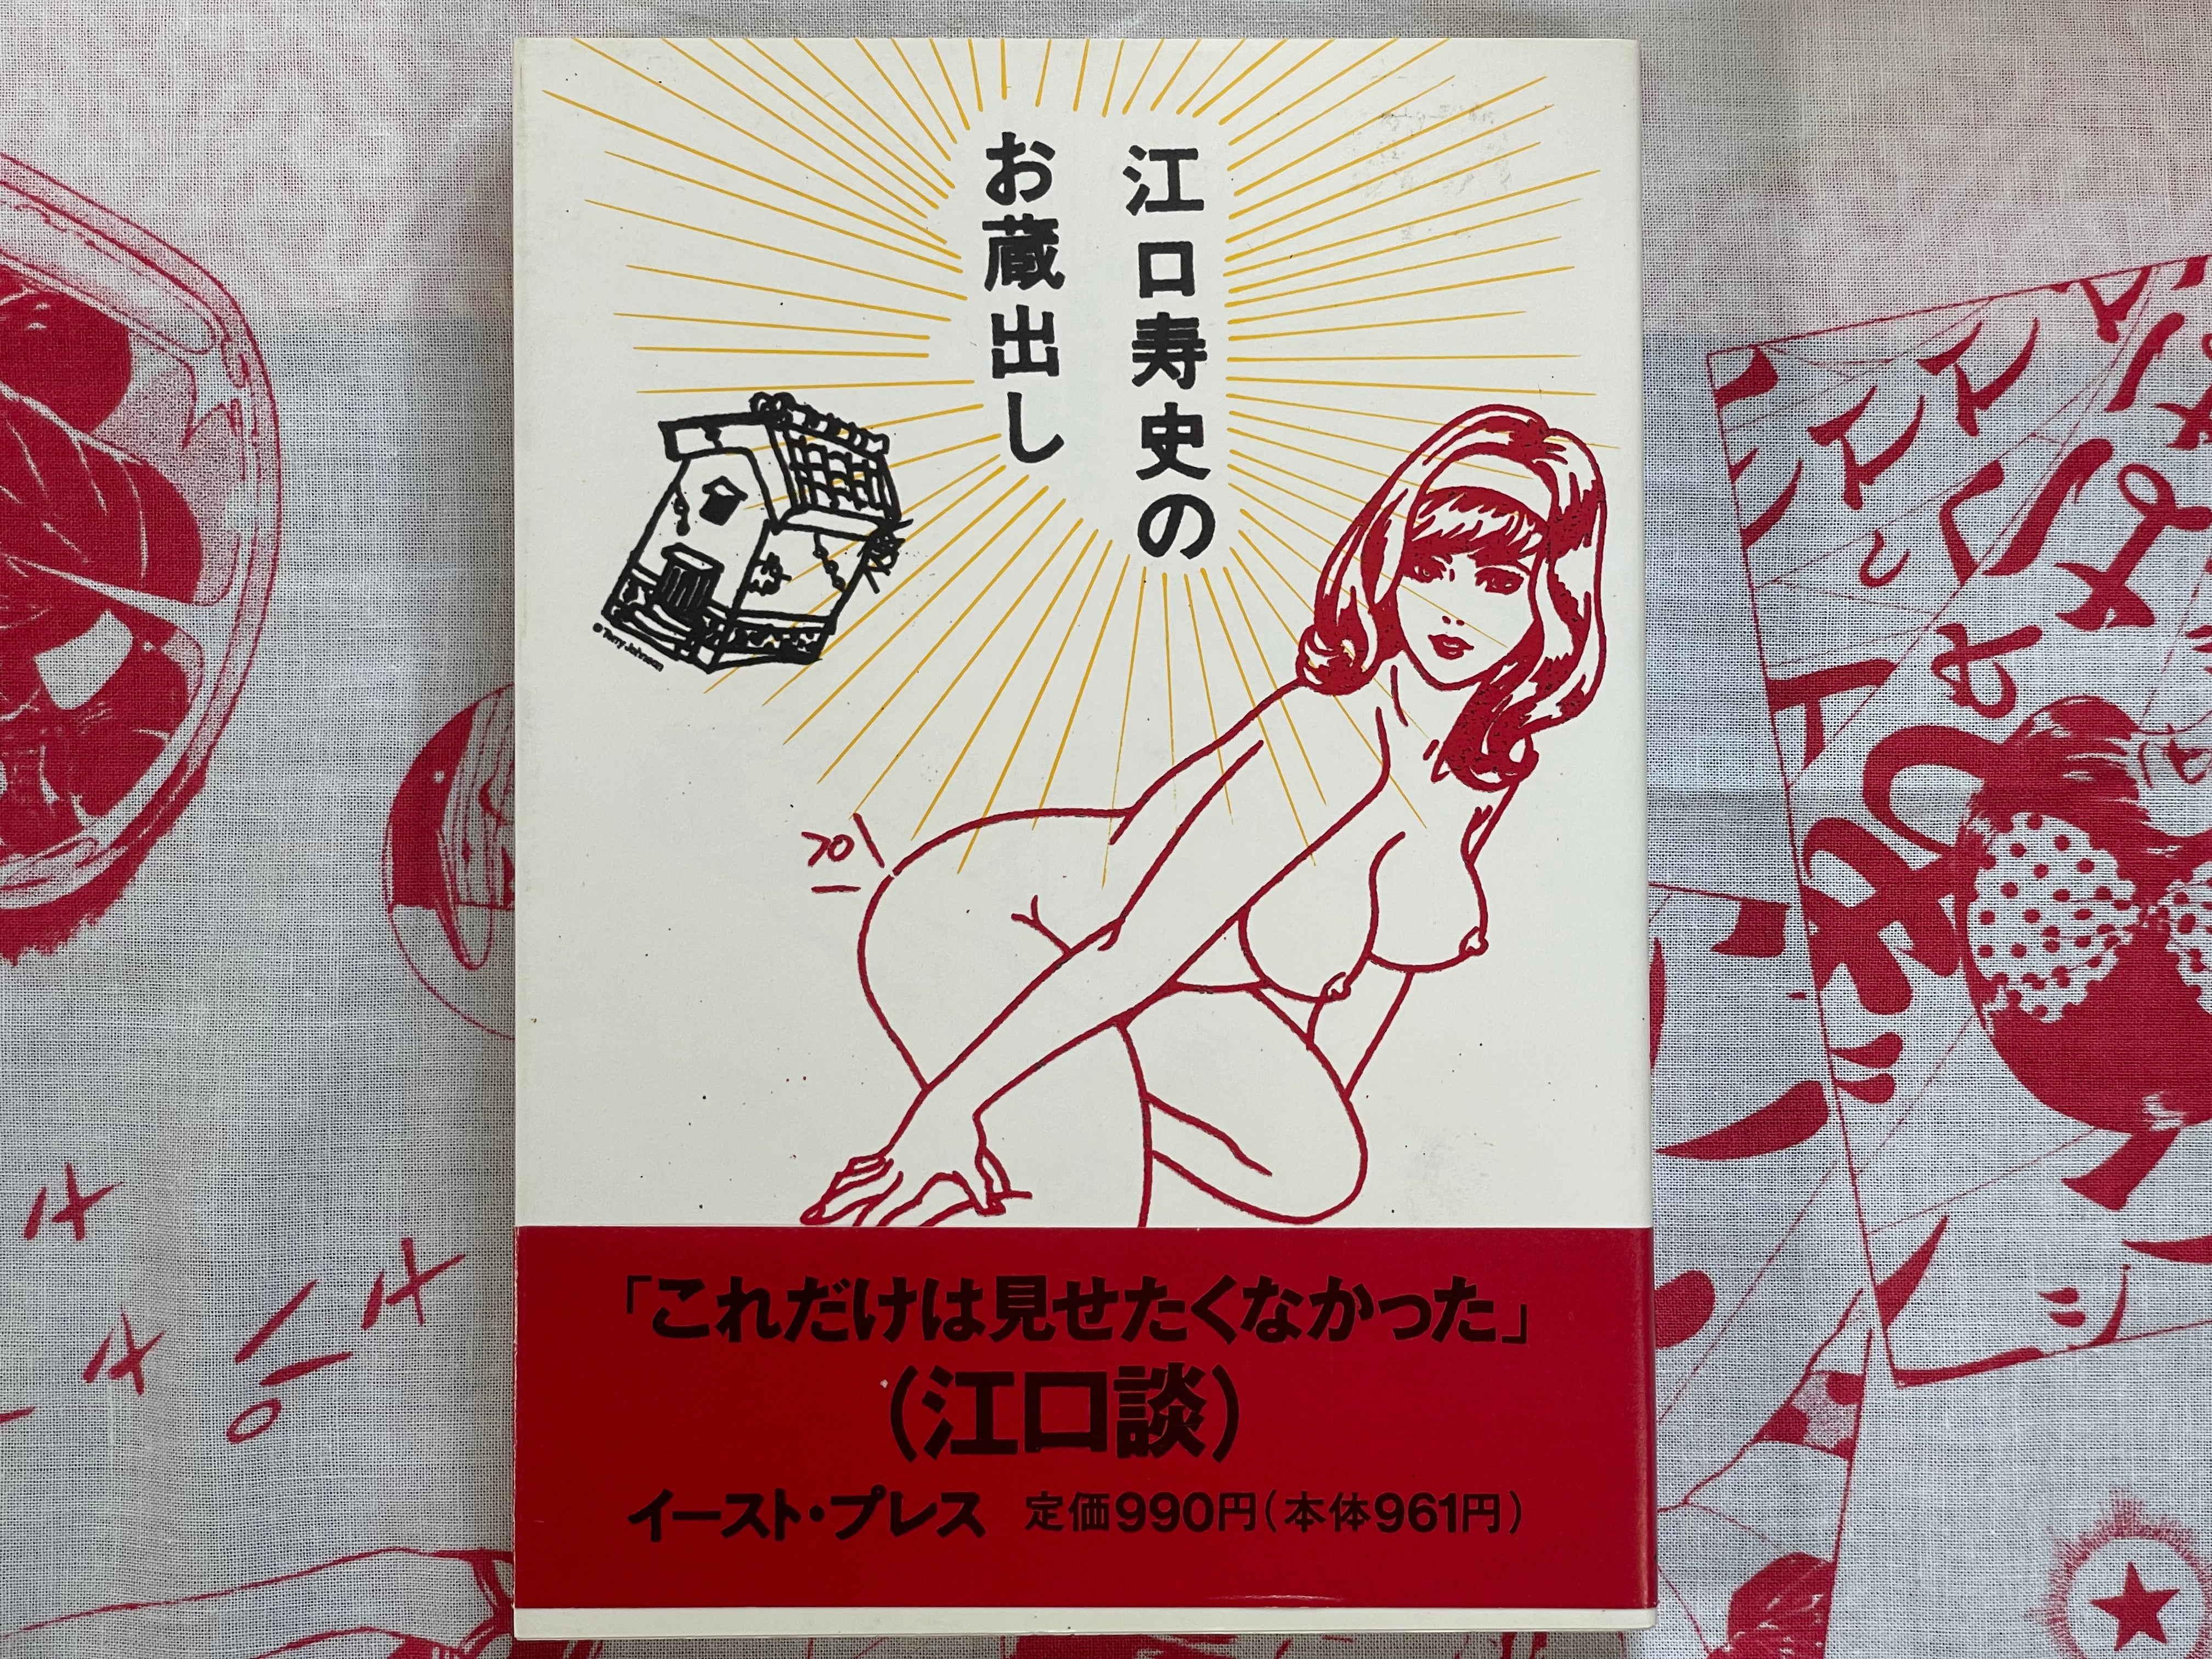 江口寿史の
お蔵出し
© Terry Johnson
「これだけは見せたくなかった」
(江口談)
イースト・プレス 定価990円(本体961円)